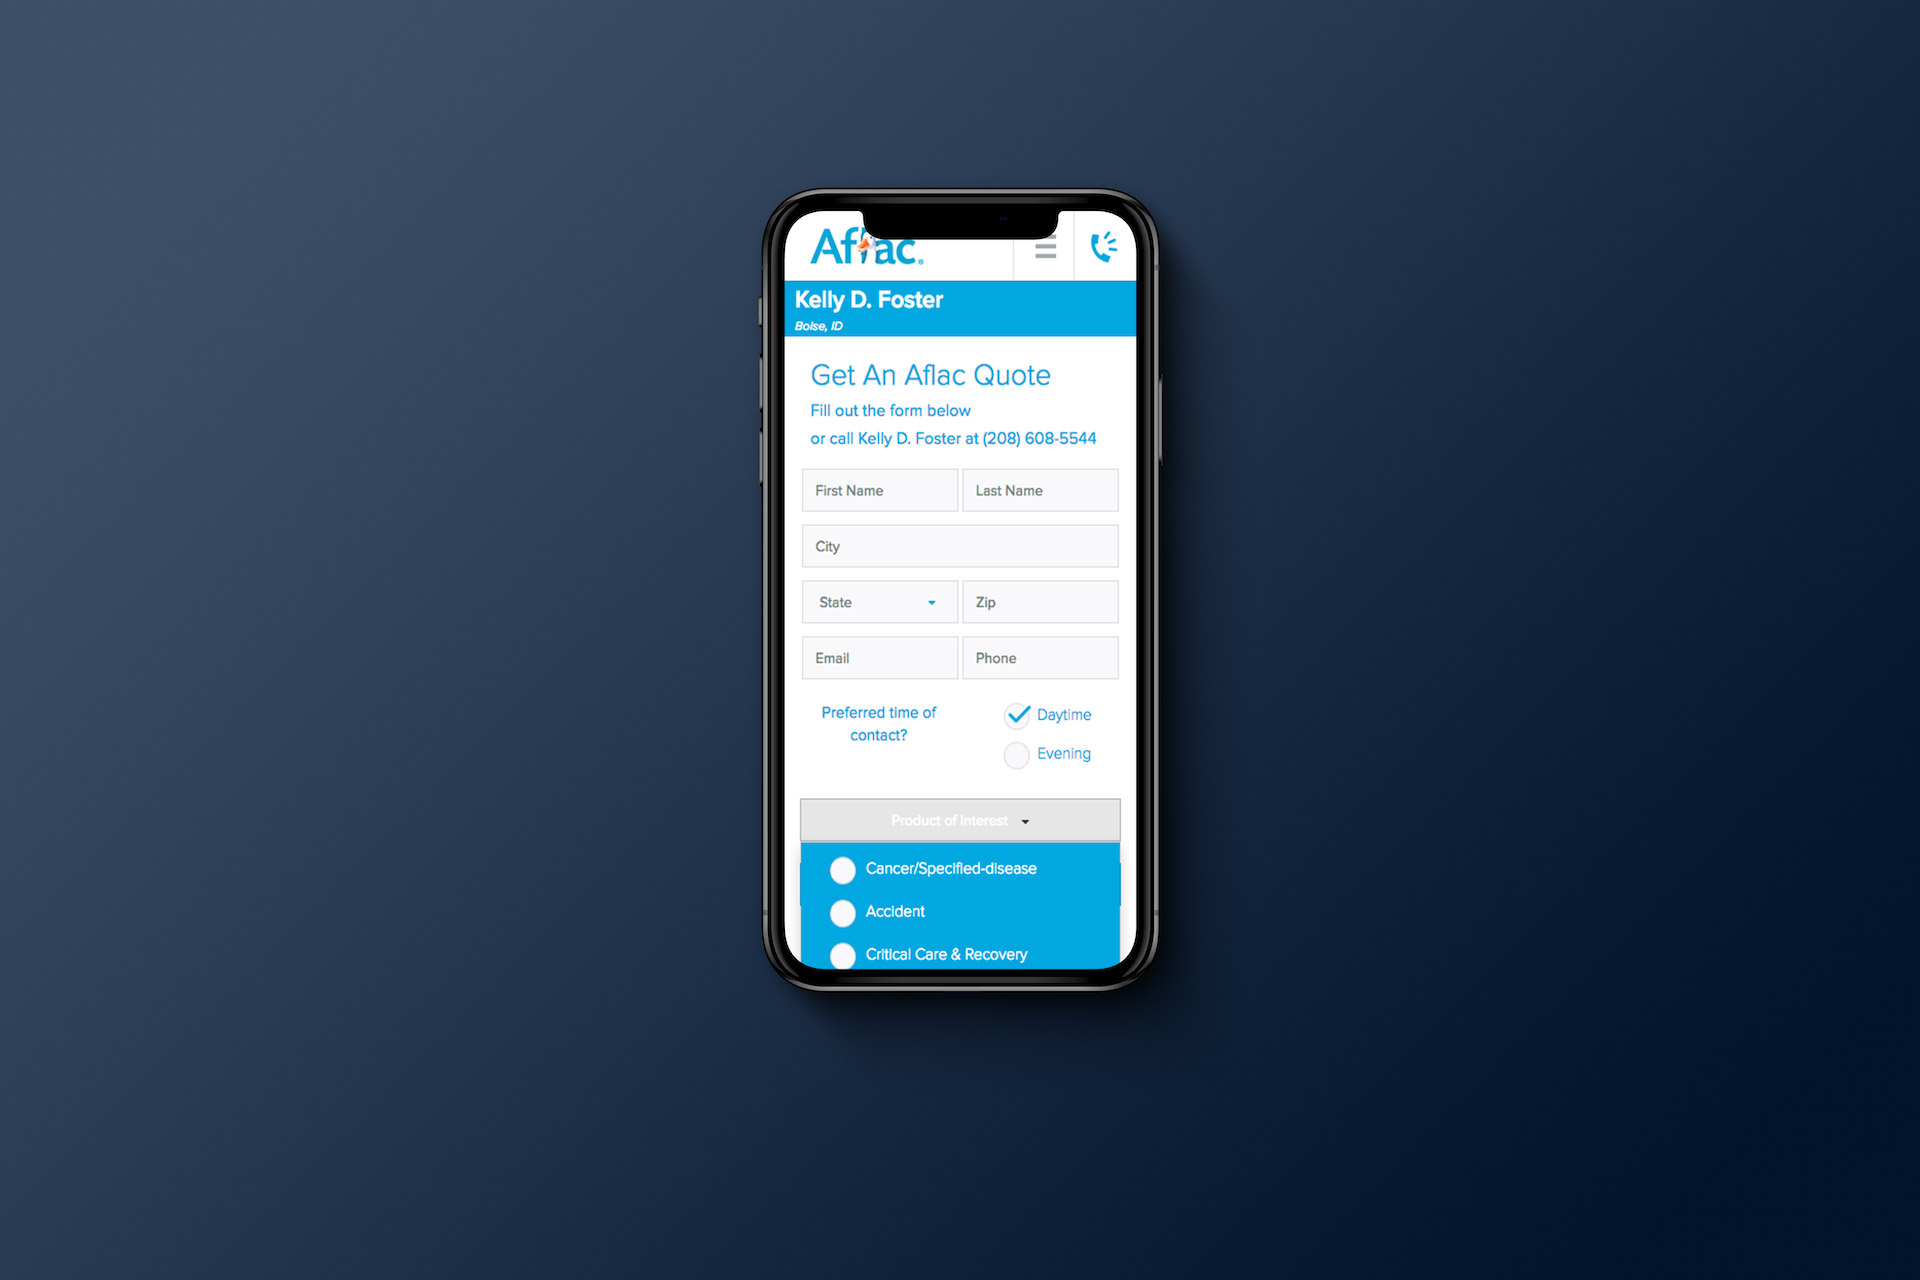 Aflac®
Kelly D. Foster
Boise, ID
Get An Aflac Quote
Fill out the form below
or call Kelly D. Foster at (208) 608-5544
First Name Last Name
City
State Zip
Email Phone
Preferred time of
contact?
Daytime
Evening
Product of Interest
Cancer/Specified-disease
Accident
Critical Care & Recovery